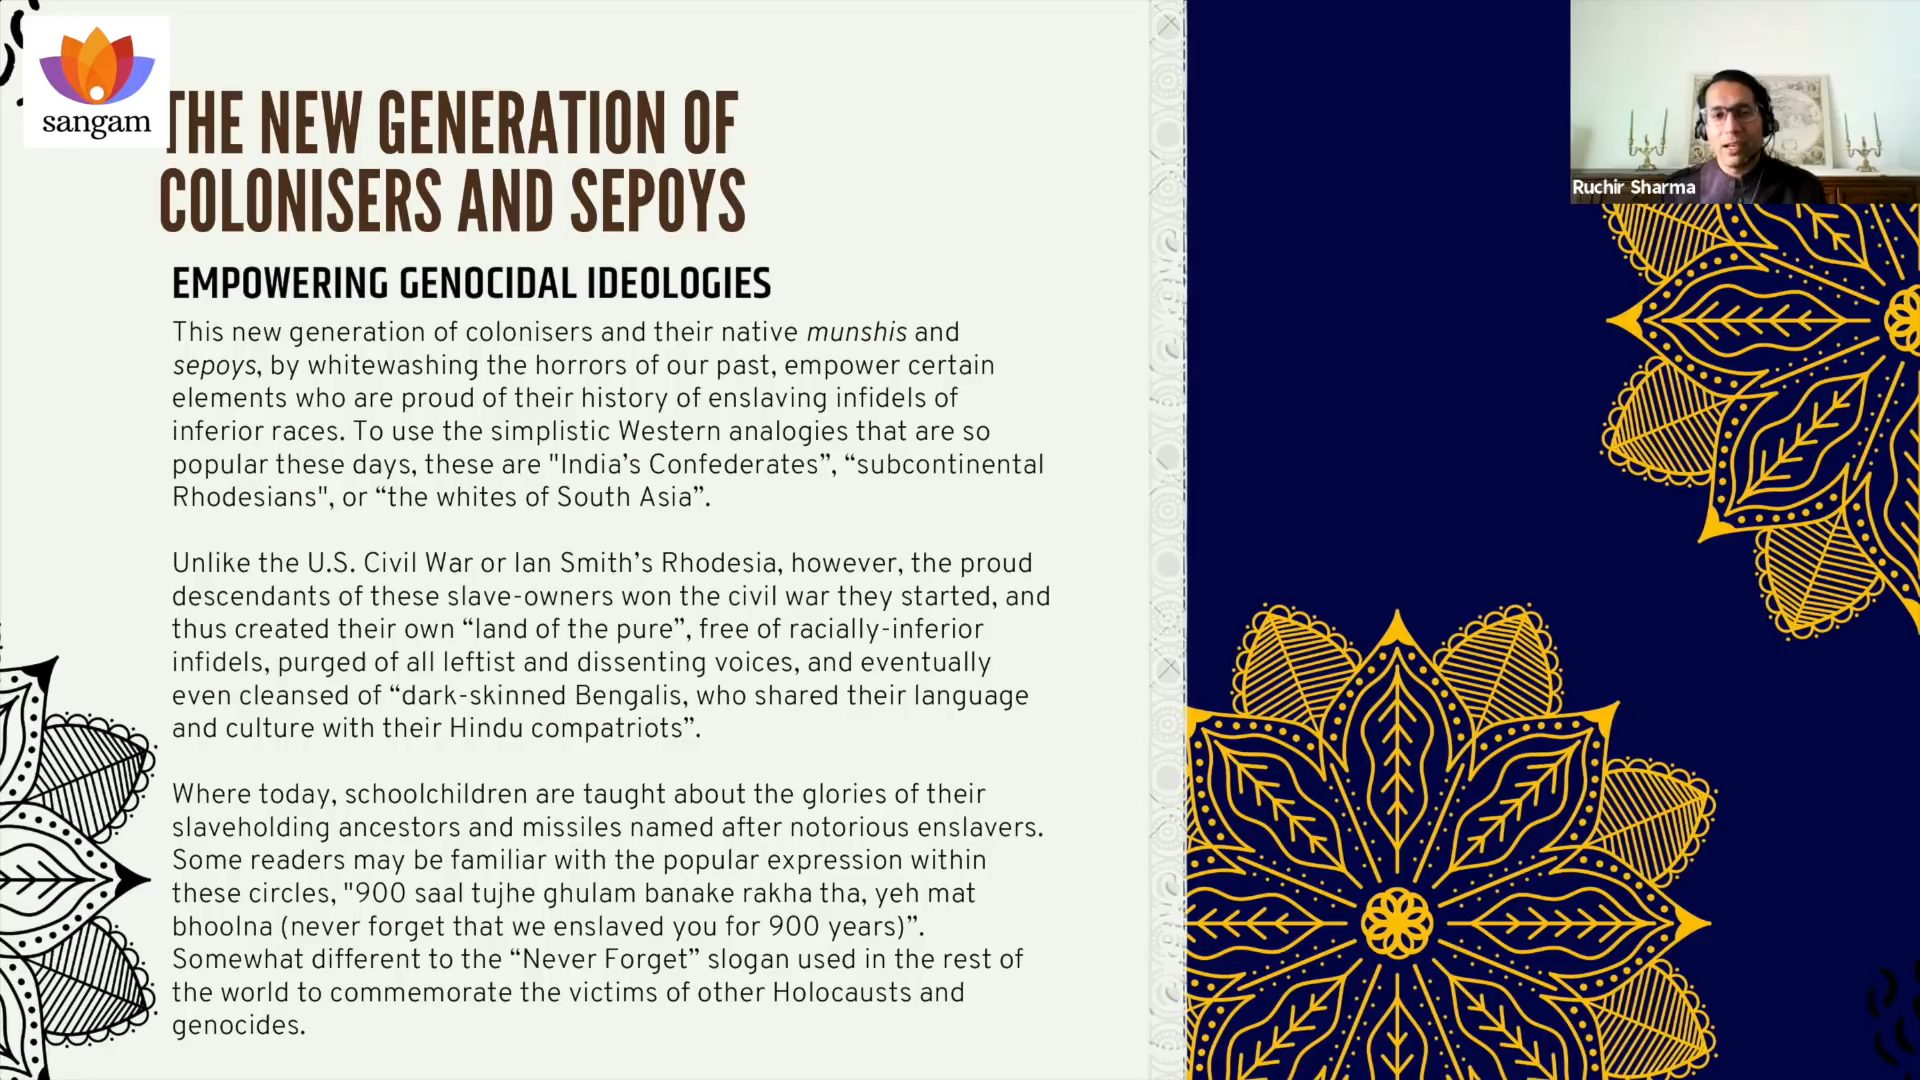 sangam
THE NEW GENERATION OF
COLONISERS AND SEPOYS
EMPOWERING GENOCIDAL IDEOLOGIES
This new generation of colonisers and their native munshis and
sepoys, by whitewashing the horrors of our past, empower certain
elements who are proud of their history of enslaving infidels of
inferior races. To use the simplistic Western analogies that are so
popular these days, these are "India’s Confederates”, “subcontinental
Rhodesians", or “the whites of South Asia”.
Unlike the U.S. Civil War or Ian Smith’s Rhodesia, however, the proud
descendants of these slave-owners won the civil war they started, and
thus created their own “land of the pure”, free of racially-inferior
infidels, purged of all leftist and dissenting voices, and eventually
even cleansed of “dark-skinned Bengalis, who shared their language
and culture with their Hindu compatriots”.
Where today, schoolchildren are taught about the glories of their
slaveholding ancestors and missiles named after notorious enslavers.
Some readers may be familiar with the popular expression within
these circles, "900 saal tujhe ghulam banake rakha tha, yeh mat
bhoolna (never forget that we enslaved you for 900 years)”.
Somewhat different to the “Never Forget” slogan used in the rest of
the world to commemorate the victims of other Holocausts and
genocides.
Ruchir Sharma